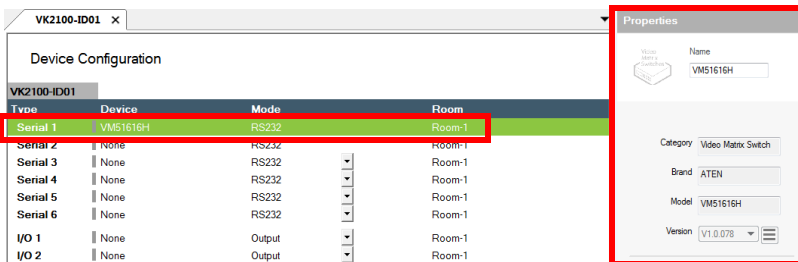 VK2100-ID01 ×
Device Configuration
VK2100-ID01
Type Device Mode Room
Serial 1 VM51616H RS232 Room-1
Serial 2 None RS232 Room-1
Serial 3 None RS232 Room-1
Serial 4 None RS232 Room-1
Serial 5 None RS232 Room-1
Serial 6 None RS232 Room-1
I/O 1 None Output Room-1
I/O 2 None Output Room-1
Properties
Video
Matrix
Switches
Name
VM51616H
Category Video Matrix Switch
Brand ATEN
Model VM51616H
Version V1.0.078